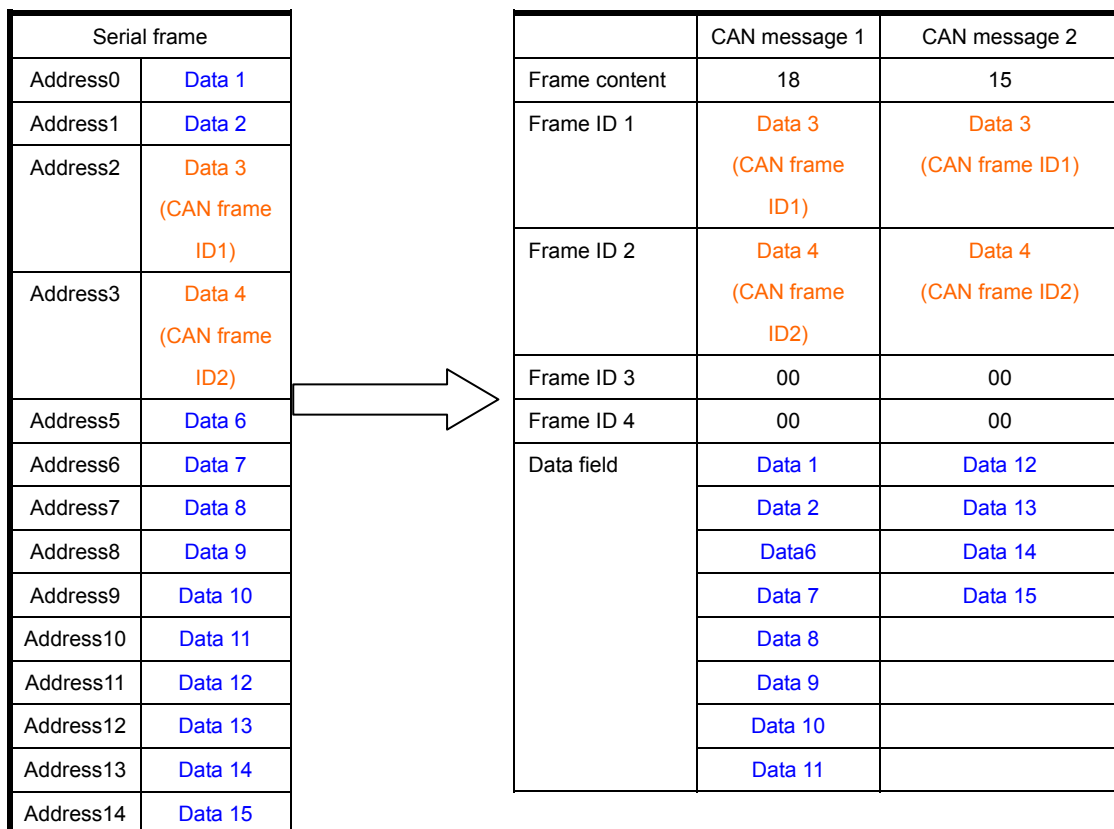 Serial frame
Address0 Data 1
Address1 Data 2
Address2 Data 3
(CAN frame
ID1)
Address3 Data 4
(CAN frame
ID2)
Address5 Data 6
Address6 Data 7
Address7 Data 8
Address8 Data 9
Address9 Data 10
Address10 Data 11
Address11 Data 12
Address12 Data 13
Address13 Data 14
Address14 Data 15
CAN message 1 CAN message 2
Frame content 18 15
Frame ID 1 Data 3 Data 3
(CAN frame (CAN frame ID1)
ID1)
Frame ID 2 Data 4 Data 4
(CAN frame (CAN frame ID2)
ID2)
Frame ID 3 00 00
Frame ID 4 00 00
Data field Data 1 Data 12
Data 2 Data 13
Data6 Data 14
Data 7 Data 15
Data 8
Data 9
Data 10
Data 11